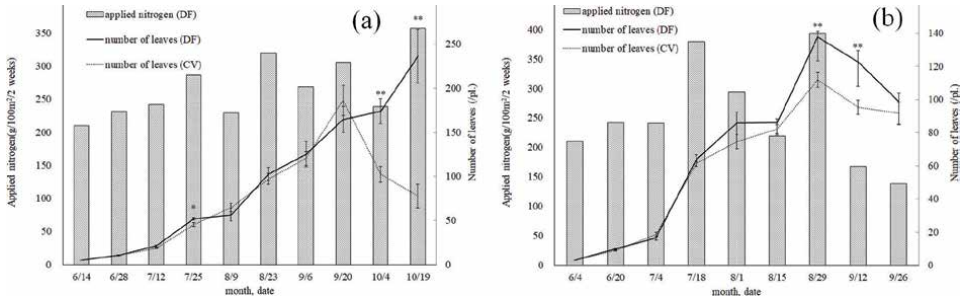 (a)
applied nitrogen (DF)
number of leaves (DF)
number of leaves (CV)
Applied nitrogen(g/100m²/2 weeks)
350
300
250
200
150
100
50
0
250
200
150
100
50
0
Number of leaves (/pl.)
*
**
**
6/14 6/28 7/12 7/25 8/9 8/23 9/6 9/20 10/4 10/19
month, date
(b)
applied nitrogen (DF)
number of leaves (DF)
number of leaves (CV)
Applied nitrogen(g/100m²/2 weeks)
400
350
300
250
200
150
100
50
0
140
120
100
80
60
40
20
0
Number of leaves (/pl.)
**
**
6/4 6/20 7/4 7/18 8/1 8/15 8/29 9/12 9/26
month, date